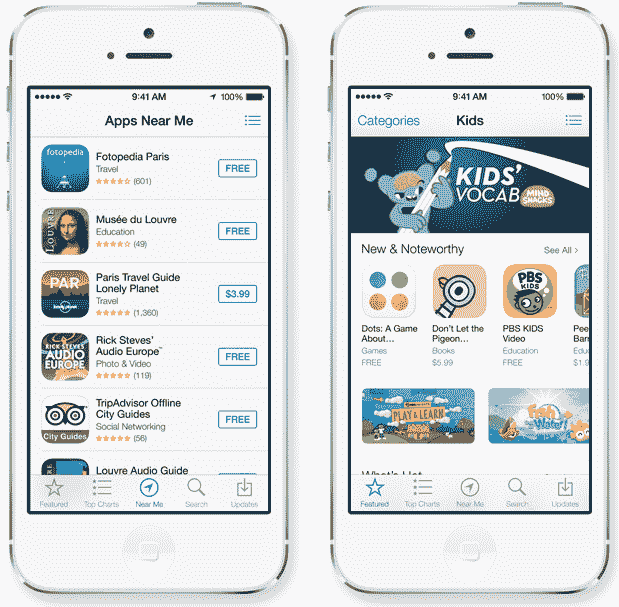 9:41 AM
100%
Apps Near Me
fotopedia
Fotopedia Paris
Travel
(601)
FREE
LOUVRE
Musée du Louvre
Education
(49)
FREE
PAR
Paris Travel Guide
Lonely Planet
Travel
(1,360)
$3.99
RICK STEVES'
AUDIO
EUROPE
Rick Steves'
Audio Europe™
Photo & Video
(119)
FREE
City Guides
TripAdvisor Offline
City Guides
Social Networking
(56)
FREE
Louvre Audio Guide
Featured
Top Charts
Near Me
Search
Updates
9:41 AM
100%
Categories
Kids
KIDS'
VOCAB
MIND
SNACKS
New & Noteworthy
See All >
Dots: A Game
About...
Games
FREE
Don't Let the
Pigeon...
Books
$5.99
PBS
KIDS
PBS KIDS
Video
Education
FREE
Pee
Bar
Edu
$1.9
PLAY & LEARN
Fish
Water!
What's Hot
Featured
Top Charts
Near Me
Search
Updates